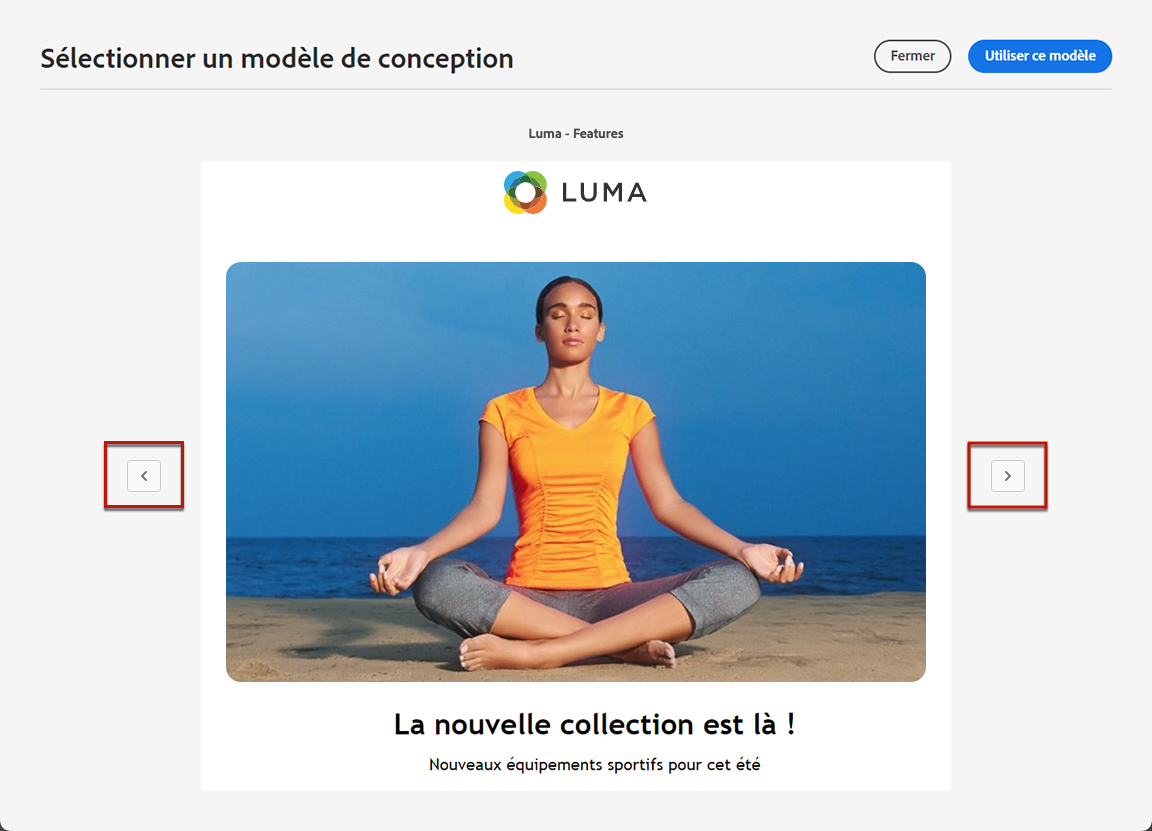 Sélectionner un modèle de conception
Fermer
Utiliser ce modèle
Luma - Features
LUMA
La nouvelle collection est là !
Nouveaux équipements sportifs pour cet été